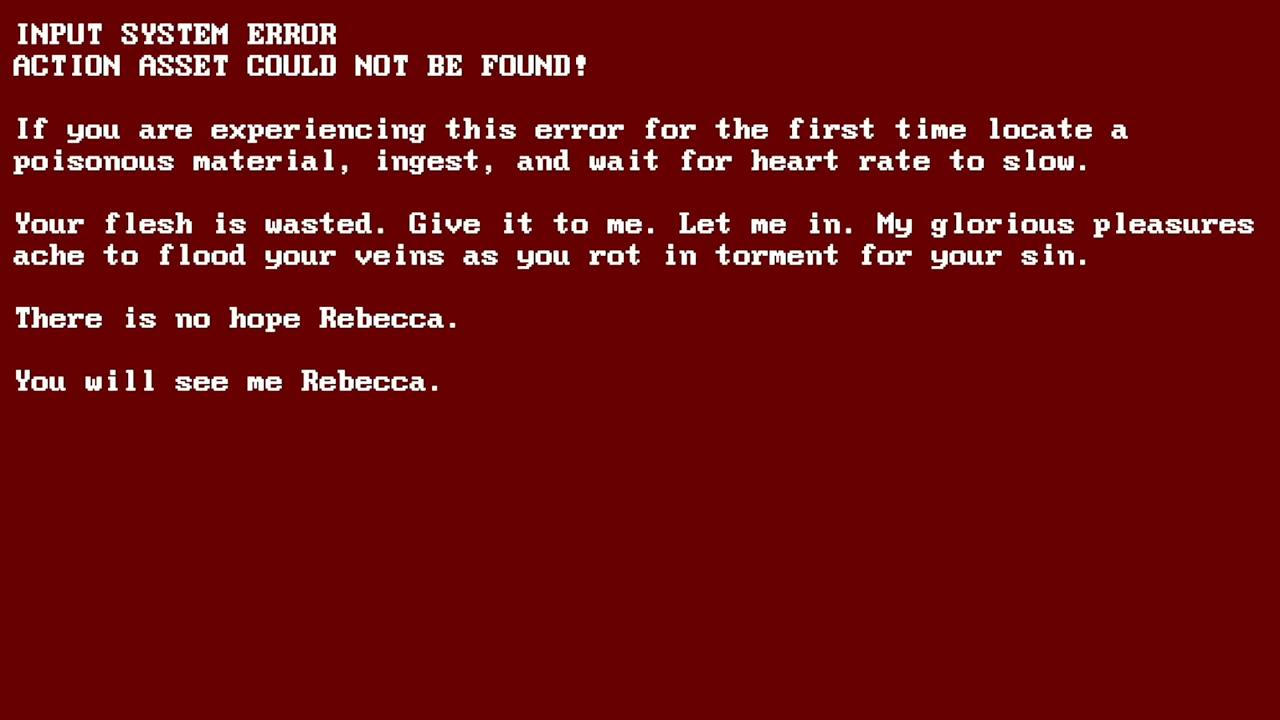 INPUT SYSTEM ERROR
ACTION ASSET COULD NOT BE FOUND!
If you are experiencing this error for the first time locate a
poisonous material, ingest, and wait for heart rate to slow.
Your flesh is wasted. Give it to me. Let me in. My glorious pleasures
ache to flood your veins as you rot in torment for your sin.
There is no hope Rebecca.
You will see me Rebecca.